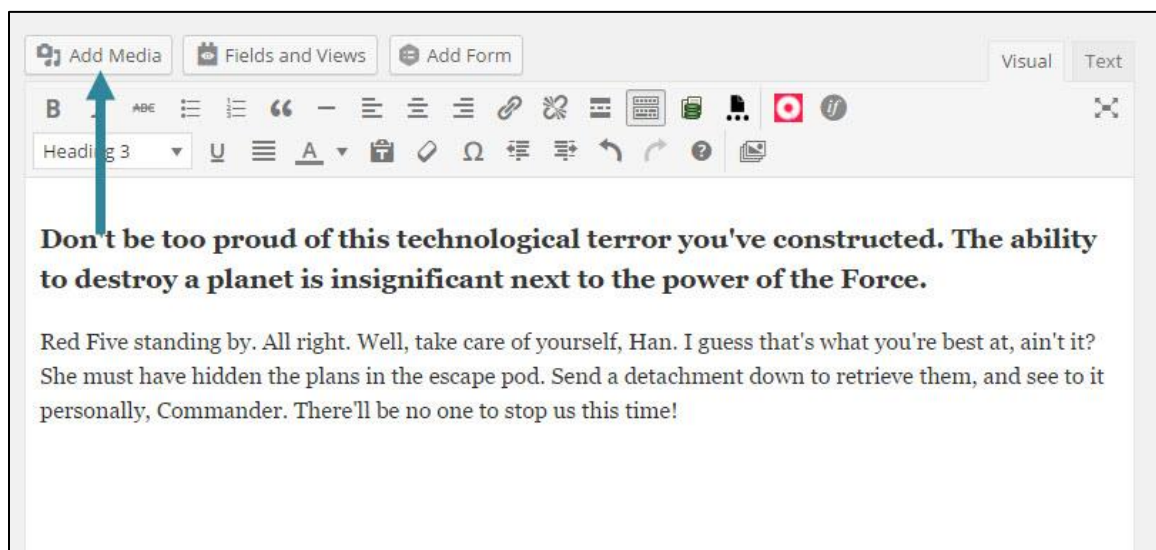 Add Media Fields and Views Add Form
Visual Text
B ABE
Heading 3 U A Ω if
Don't be too proud of this technological terror you've constructed. The ability
to destroy a planet is insignificant next to the power of the Force.
Red Five standing by. All right. Well, take care of yourself, Han. I guess that's what you're best at, ain't it?
She must have hidden the plans in the escape pod. Send a detachment down to retrieve them, and see to it
personally, Commander. There'll be no one to stop us this time!